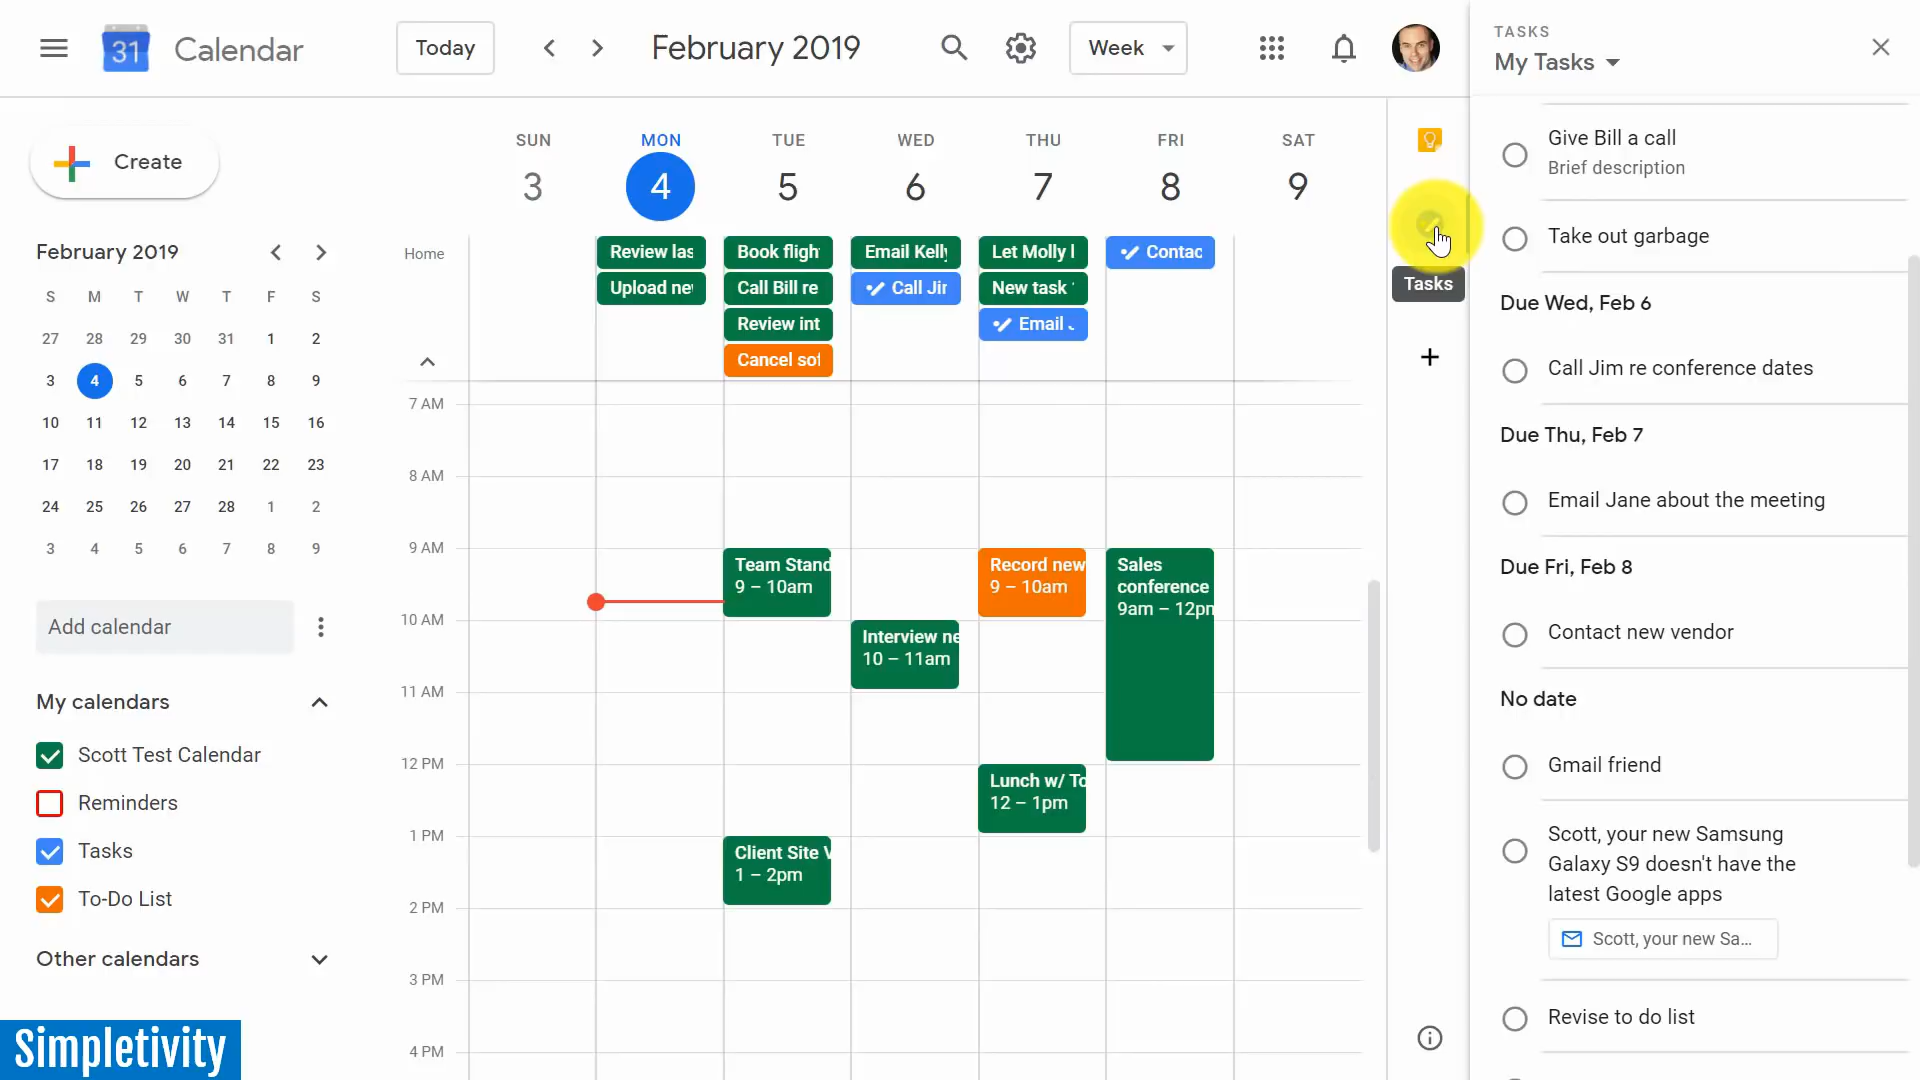 31 Calendar
Today
February 2019
Week
TASKS
My Tasks
Create
February 2019
S M T W T F S
27 28 29 30 31 1 2
3 4 5 6 7 8 9
10 11 12 13 14 15 16
17 18 19 20 21 22 23
24 25 26 27 28 1 2
3 4 5 6 7 8 9
Add calendar
My calendars
Scott Test Calendar
Reminders
Tasks
To-Do List
Other calendars
Simpletivity
SUN MON TUE WED THU FRI SAT
3 4 5 6 7 8 9
Home
Review las
Upload ne
Book fligh
Call Bill re
Review int
Cancel sof
Email Kelly
Call Jir
Let Molly l
New task
Email
Contac
7 AM
8 AM
9 AM
10 AM
11 AM
12 PM
1 PM
2 PM
3 PM
4 PM
Team Stand
9 – 10am
Client Site V
1 – 2pm
Interview ne
10 – 11am
Record new
9 – 10am
Lunch w/ To
12 – 1pm
Sales
conference
9am – 12pm
Tasks
Give Bill a call
Brief description
Take out garbage
Due Wed, Feb 6
Call Jim re conference dates
Due Thu, Feb 7
Email Jane about the meeting
Due Fri, Feb 8
Contact new vendor
No date
Gmail friend
Scott, your new Samsung
Galaxy S9 doesn't have the
latest Google apps
Scott, your new Sa...
Revise to do list